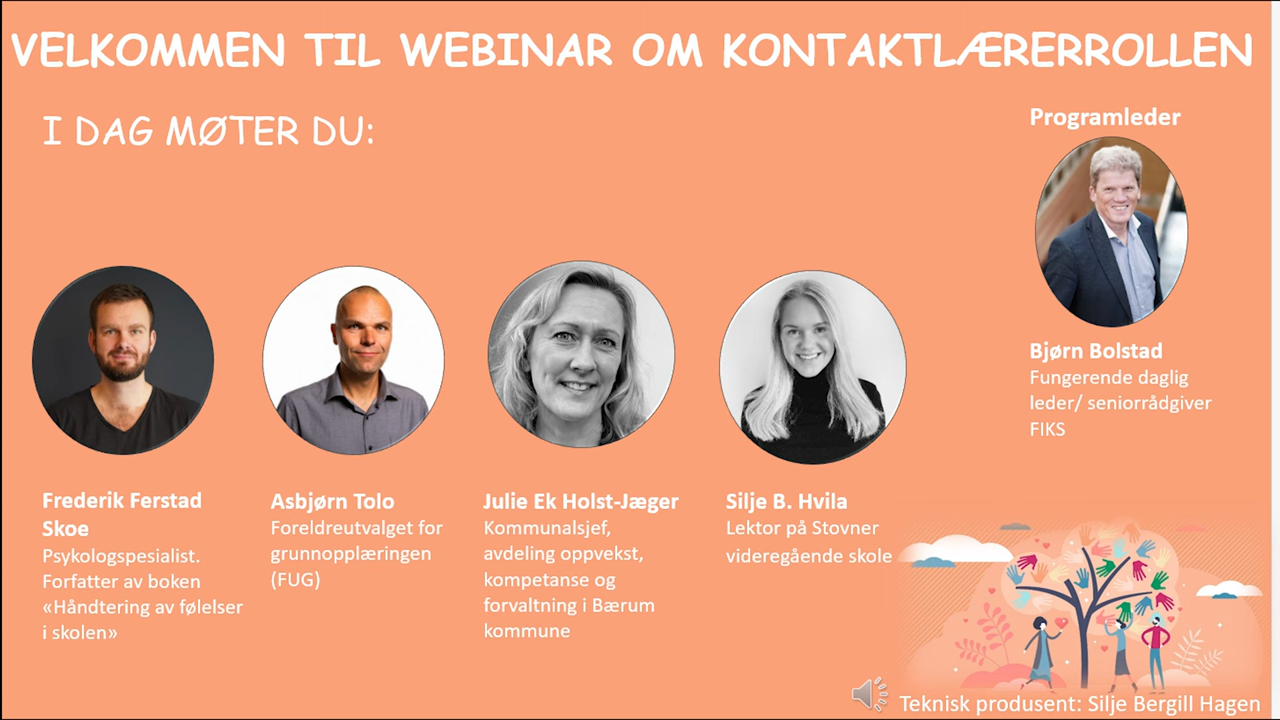 VELKOMMEN TIL WEBINAR OM KONTAKTLÆRERROLLEN
I DAG MØTER DU:
Programleder
Bjørn Bolstad
Fungerende daglig
leder/ seniorrådgiver
FIKS
Frederik Ferstad
Skoe
Psykologspesialist.
Forfatter av boken
«Håndtering av følelser
i skolen»
Asbjørn Tolo
Foreldreutvalget for
grunnopplæringen
(FUG)
Julie Ek Holst-Jæger
Kommunalsjef,
avdeling oppvekst,
kompetanse og
forvaltning i Bærum
kommune
Silje B. Hvila
Lektor på Stovner
videregående skole
Teknisk produsent: Silje Bergill Hagen